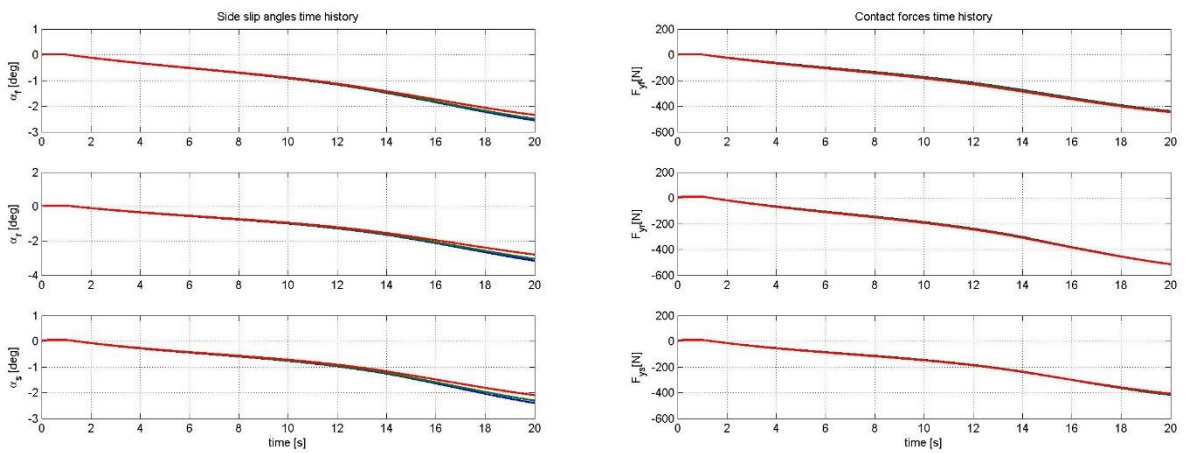 Side slip angles time history
1
0
-1
-2
-3
α_f [deg]
0 2 4 6 8 10 12 14 16 18 20
2
0
-2
-4
α_r [deg]
0 2 4 6 8 10 12 14 16 18 20
1
0
-1
-2
-3
α_s [deg]
0 2 4 6 8 10 12 14 16 18 20
time [s]
Contact forces time history
200
0
-200
-400
-600
F_yf[N]
0 2 4 6 8 10 12 14 16 18 20
200
0
-200
-400
-600
F_yr[N]
0 2 4 6 8 10 12 14 16 18 20
200
0
-200
-400
-600
F_ys[N]
0 2 4 6 8 10 12 14 16 18 20
time [s]